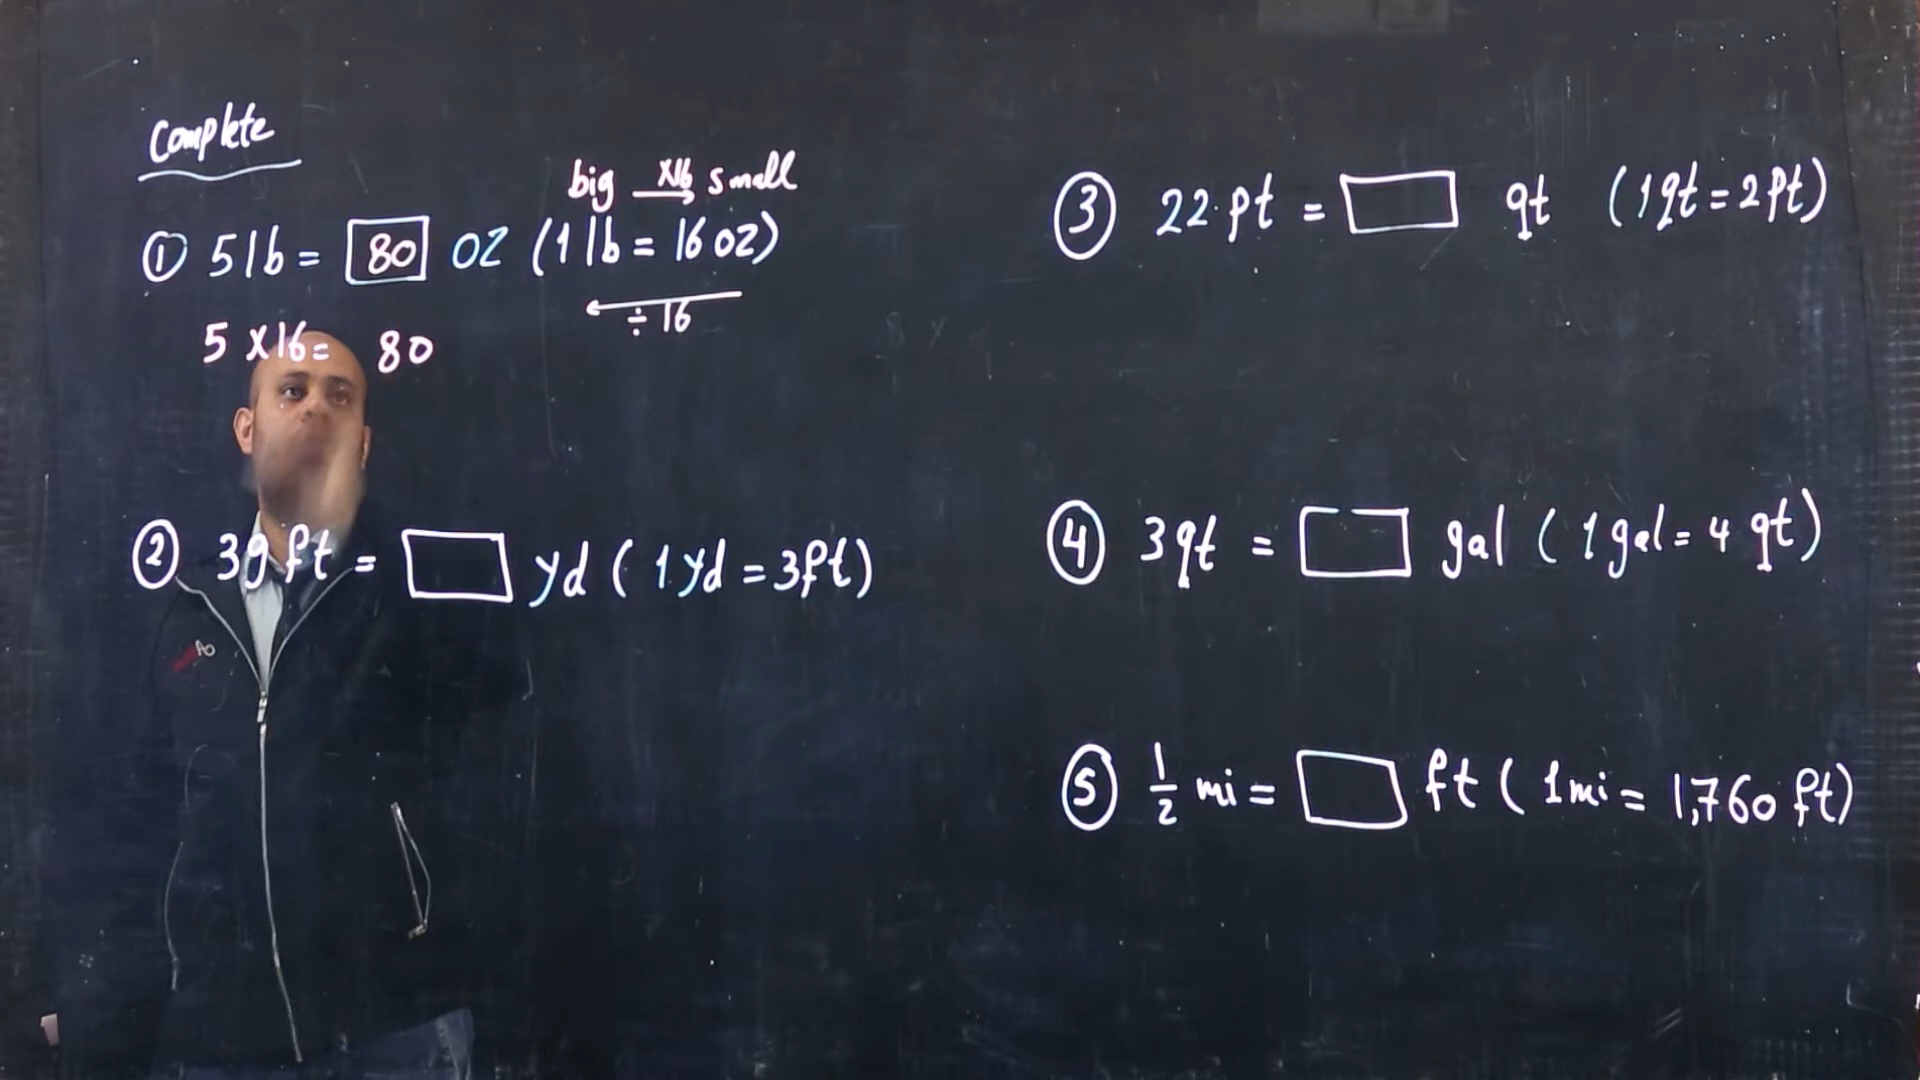 Complete
big ×16→ small
① 5 lb = 80 oz (1 lb = 16 oz)
← ÷ 16
5 × 16 = 80
② 39 ft = □ yd (1 yd = 3ft)
③ 22 pt = □ qt (1 qt = 2 pt)
④ 3 qt = □ gal (1 gal = 4 qt)
⑤ 1/2 mi = □ ft (1 mi = 1,760 ft)